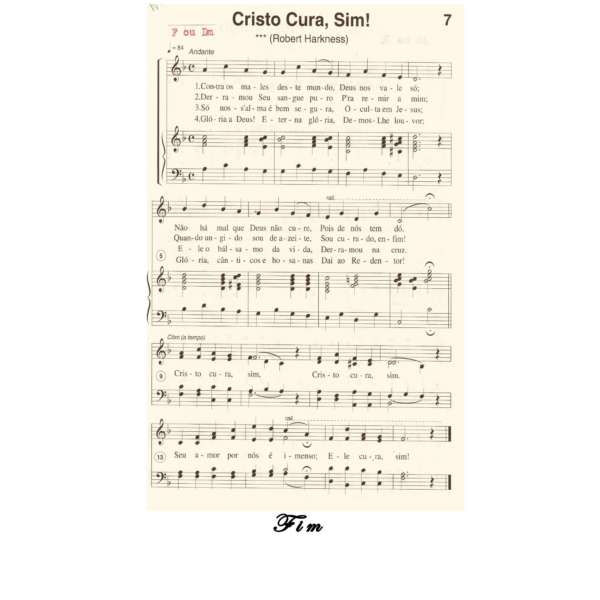 Cristo Cura, Sim! 7
F ou Dm
*** (Robert Harkness)
♩ = 84 Andante
1.Con-tra os ma - les des - te mun - do, Deus nos va - le só;
2.Der - ra - mou Seu san - gue pu - ro P'ra re - mir a mim;
3.Só nos - s'al - ma é bem se - gu - ra, O - cul - ta em Je - sus;
4.Gló - ria a Deus! E - ter - na gló - ria, De - mos-Lhe lou - vor;
rall.
Não há mal que Deus não cu - re, Pois de nós tem dó.
Quan-do un - gi - do son de a - zei - te, Sou cu - ra - do, en - fim!
E - le o bál - sa - mo da vi - da, Der - ra - mou na cruz.
5
Gló - ria, cân - ti - cos e ho - sa - nas Dai ao Re - den - tor!
Côro (a tempo)
9
Cris - to cu - ra, sim, Cris - to cu - ra, sim.
rall.
13
Seu a - mor por nós é i - menso; E - le cu - ra, sim!
Fim